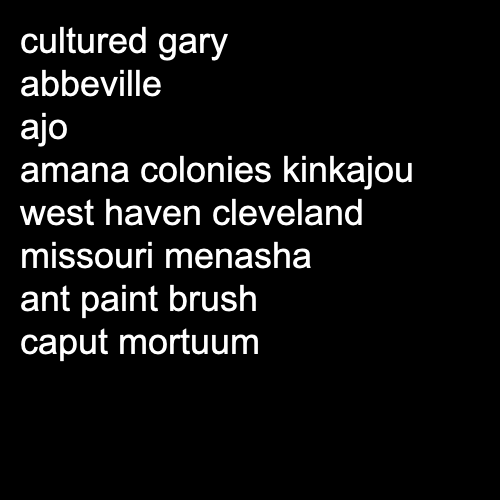 cultured gary
abbeville
ajo
amana colonies kinkajou
west haven cleveland
missouri menasha
ant paint brush
caput mortuum